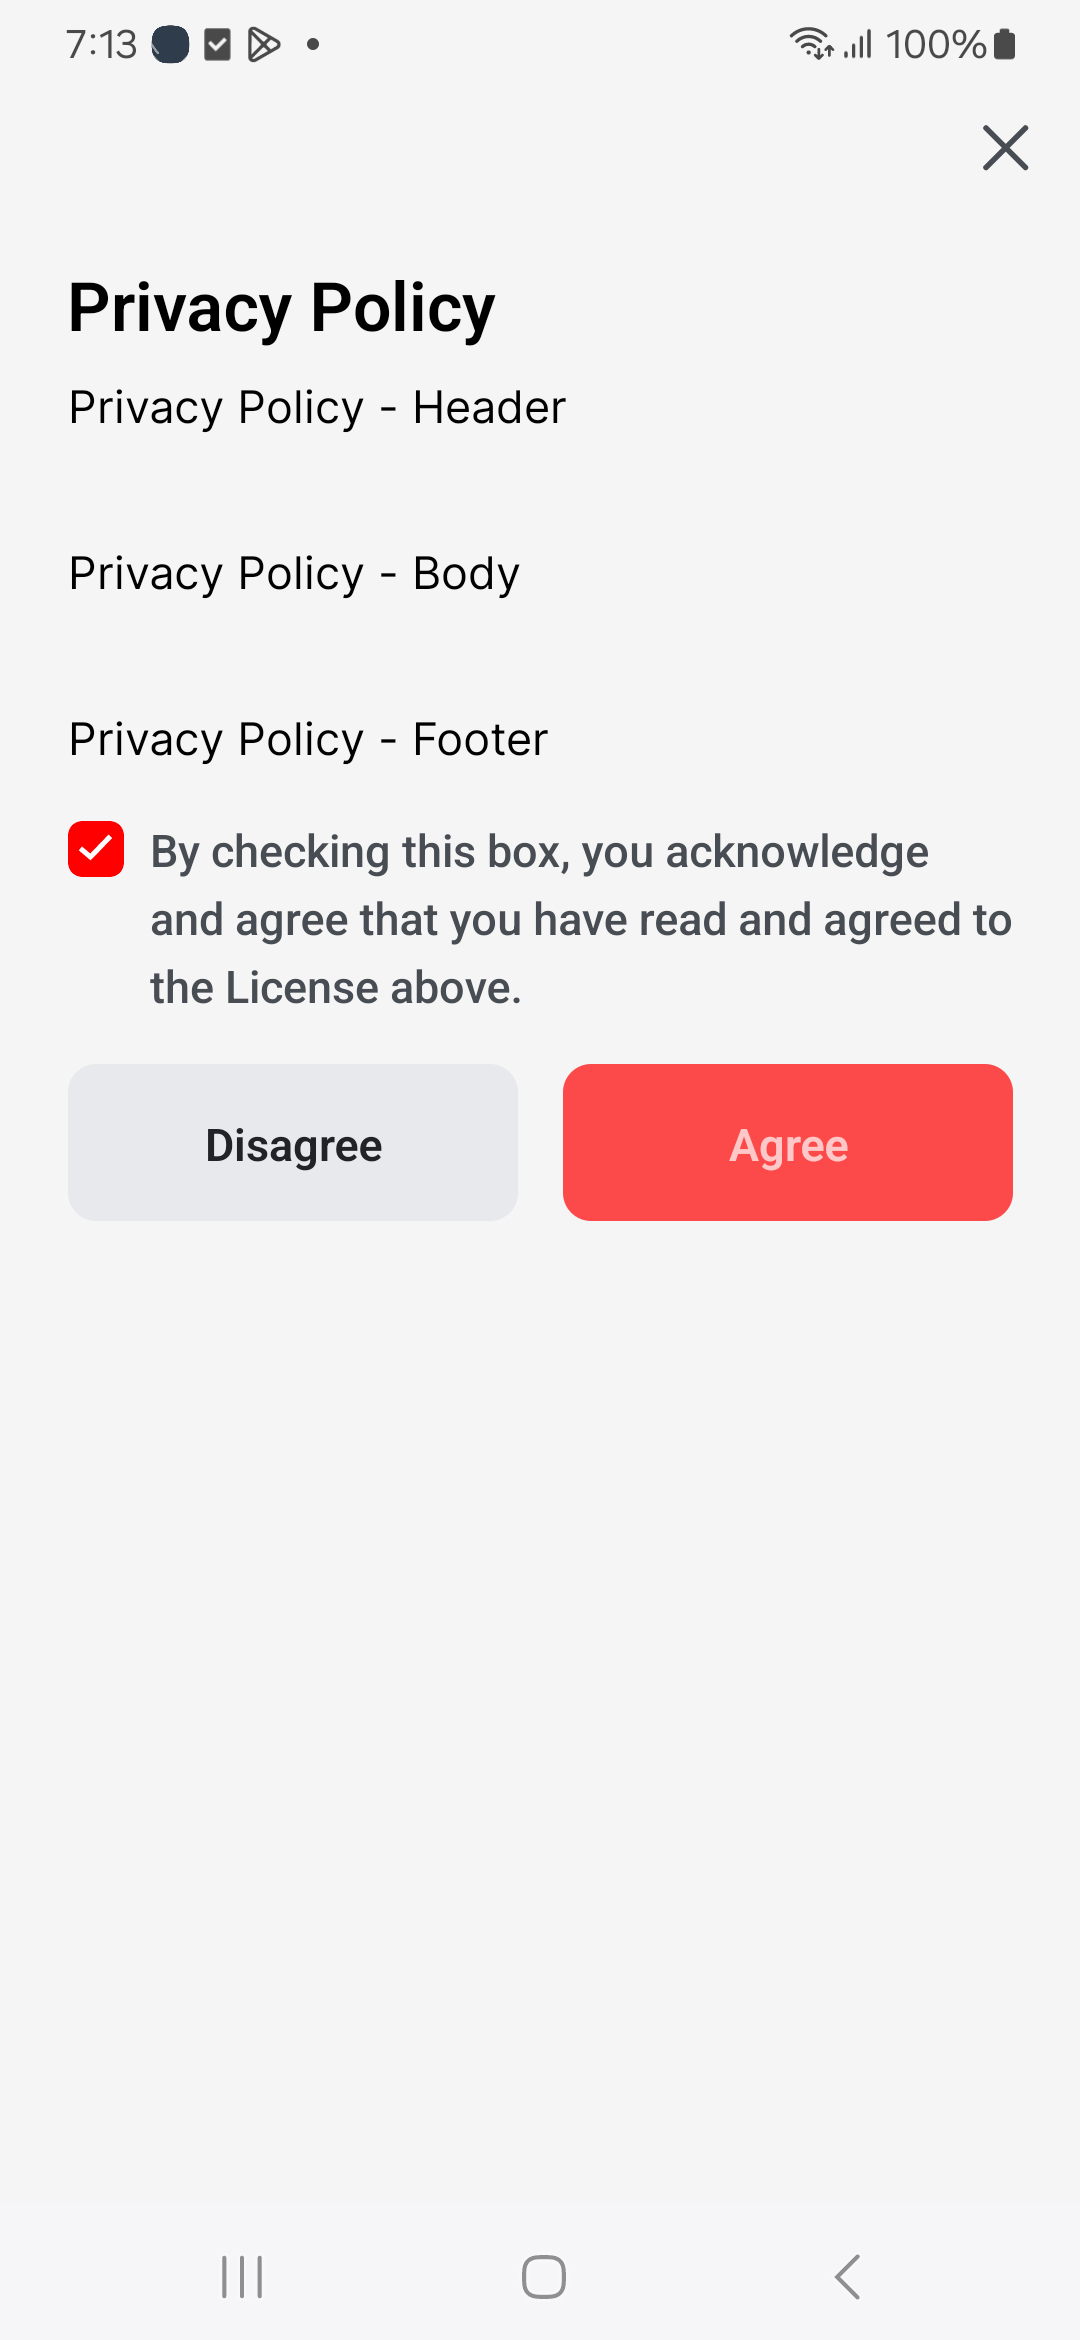 7:13
100%
Privacy Policy
Privacy Policy - Header
Privacy Policy - Body
Privacy Policy - Footer
By checking this box, you acknowledge
and agree that you have read and agreed to
the License above.
Disagree
Agree